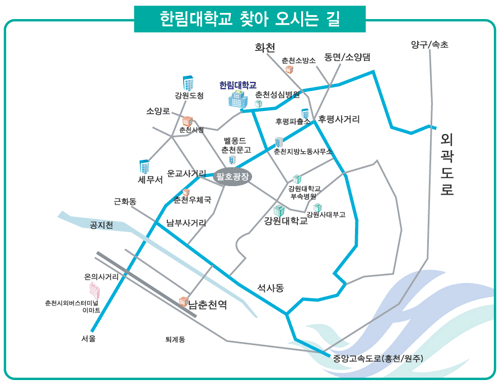 한림대학교 찾아 오시는 길
화천
춘천소방소
동면/소양댐
양구/속초
강원도청
한림대학교
춘천성심병원
소양로
춘천시청
후평파출소
후평사거리
외곽도로
벨몽드
춘천문고
춘천지방노동사무소
세무서
운교사거리
팔호광장
강원대학교
부속병원
근화동
춘천우체국
강원대학교
강원사대부고
공지천
남부사거리
온의사거리
석사동
춘천시외버스터미널
이마트
남춘천역
서울
퇴계동
중앙고속도로(홍천/원주)